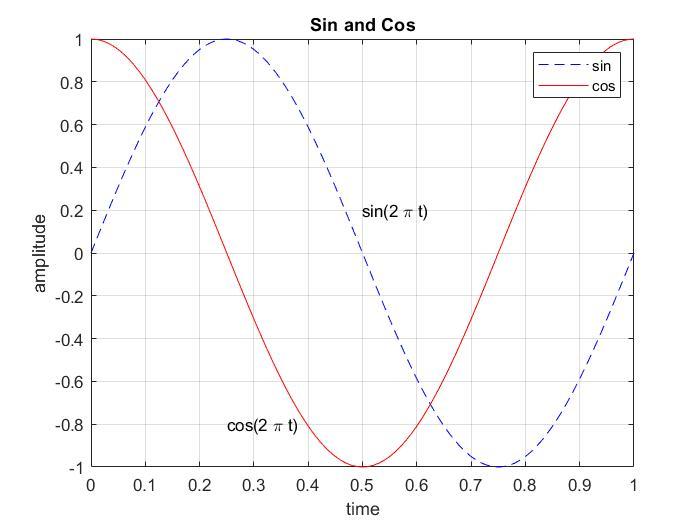 Sin and Cos
1
0.8
0.6
0.4
0.2
0
-0.2
-0.4
-0.6
-0.8
-1
amplitude
sin
cos
sin(2 π t)
cos(2 π t)
0 0.1 0.2 0.3 0.4 0.5 0.6 0.7 0.8 0.9 1
time